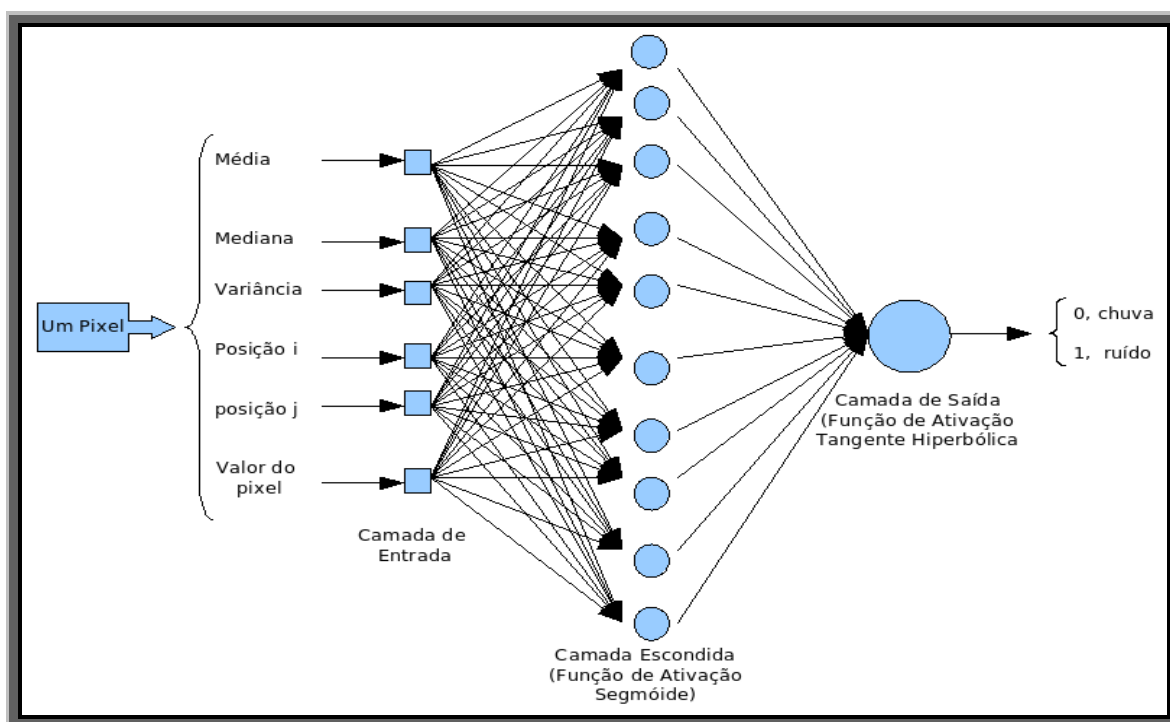 Um Pixel
Média
Mediana
Variância
Posição i
posição j
Valor do
pixel
Camada de
Entrada
Camada Escondida
(Função de Ativação
Segmóide)
Camada de Saída
(Função de Ativação
Tangente Hiperbólica
0, chuva
1, ruído